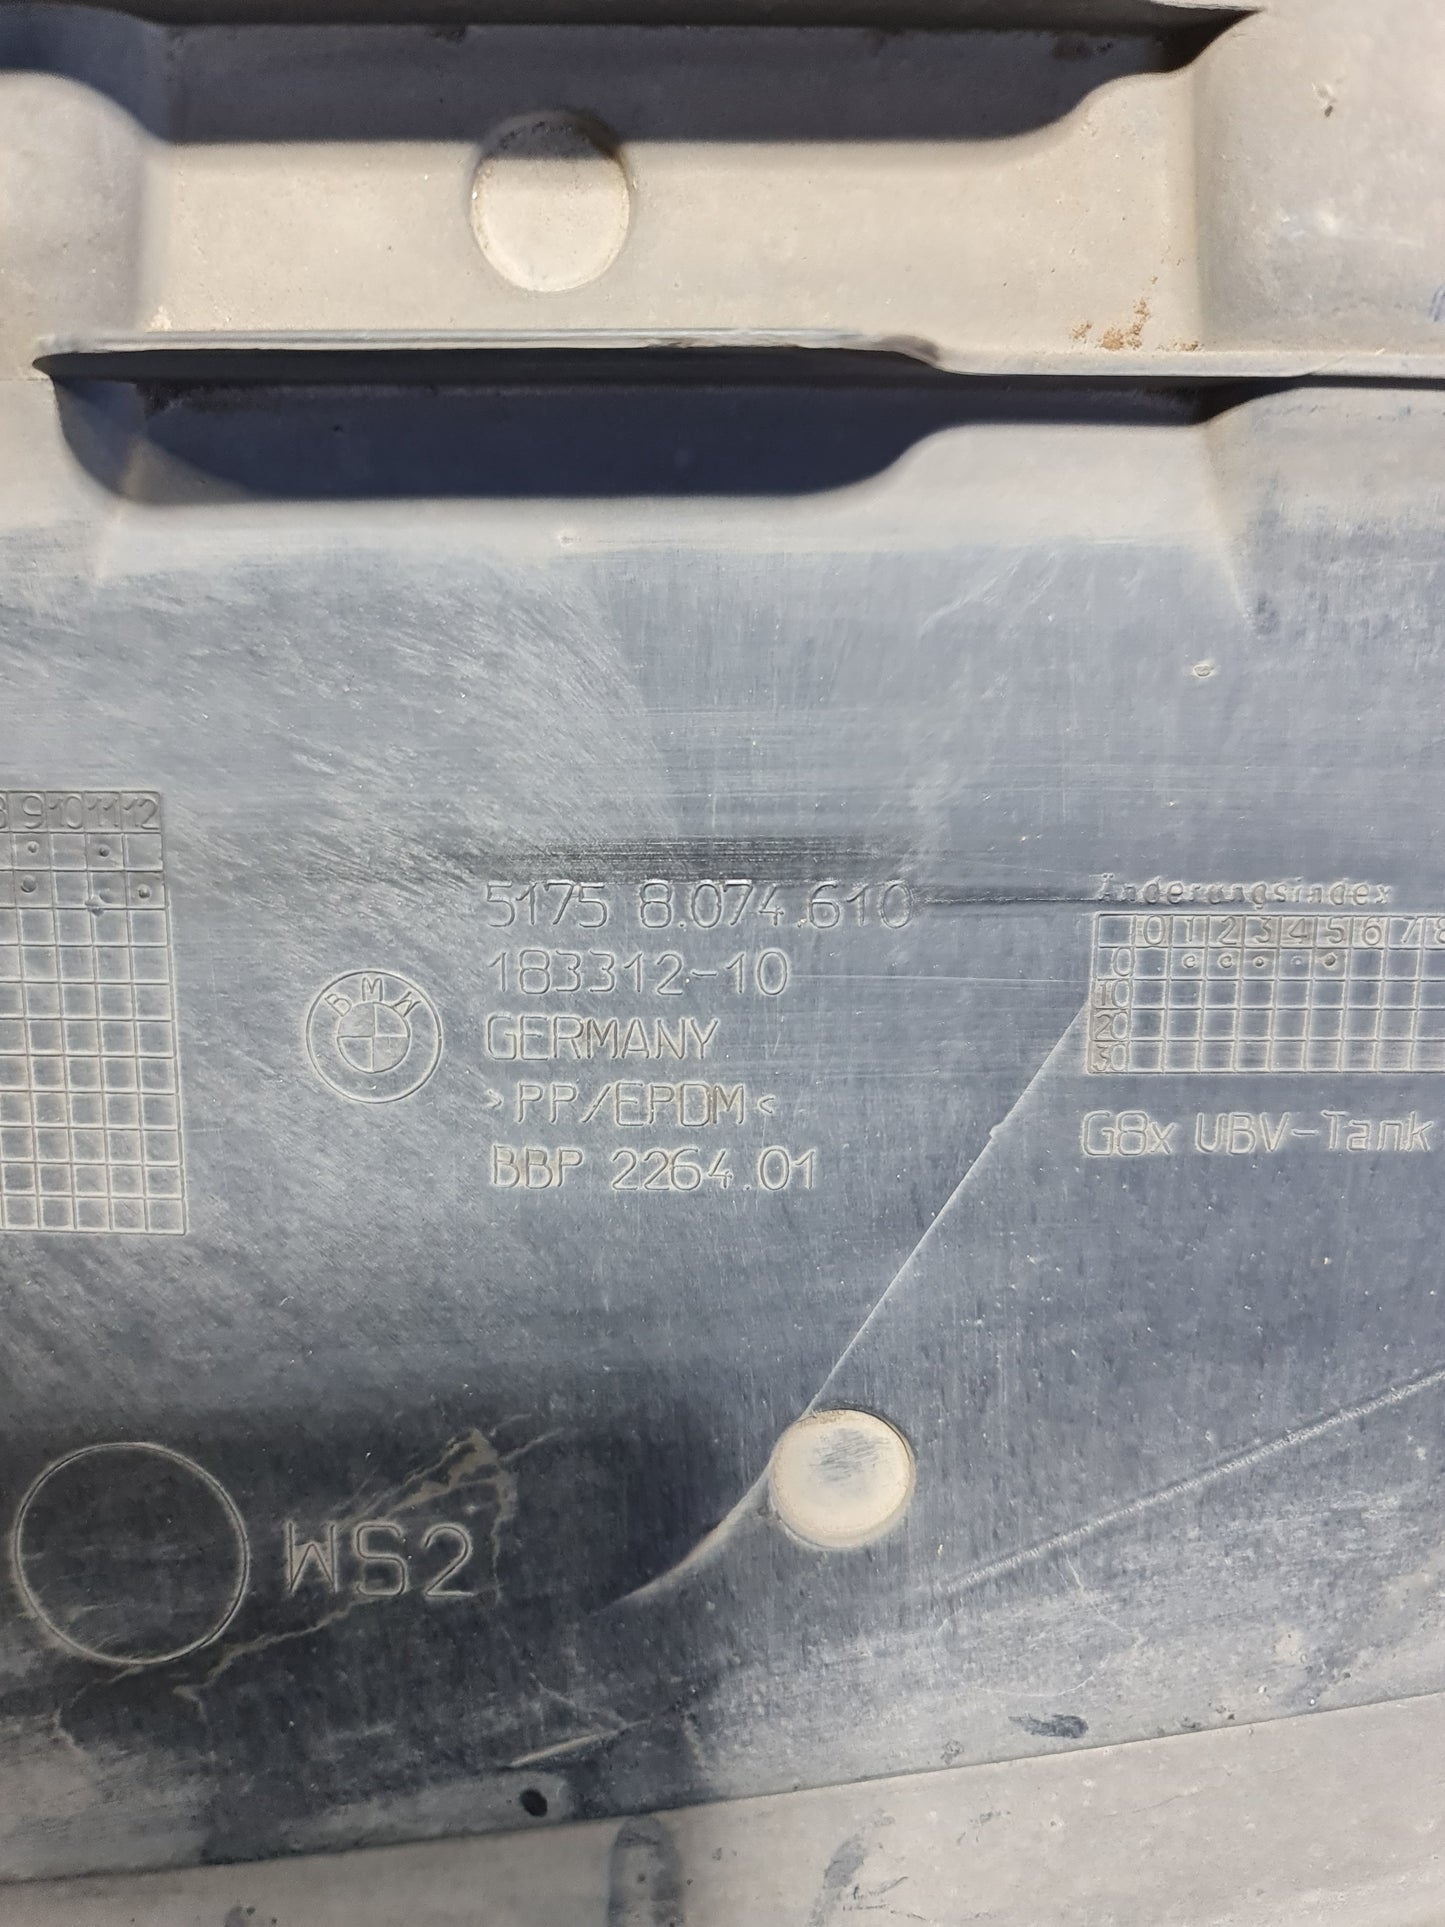 9 10 11 12
5175 8.074.610
183312-10
GERMANY
>PP/EPDM<
BBP 2264.01
BMW
Änderungsindex
0 1 2 3 4 5 6 7 8
0
10
20
30
G8x UBV-Tank
WS2